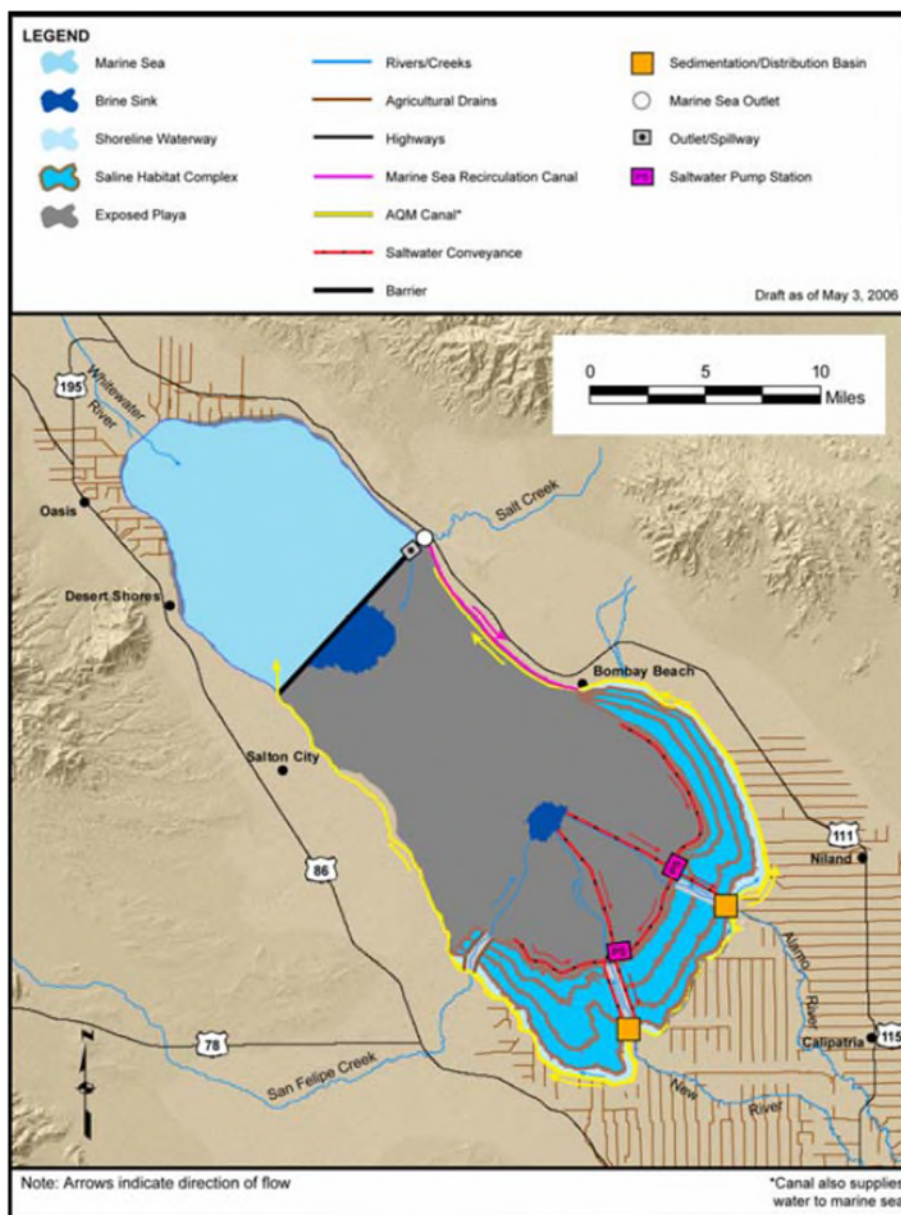 LEGEND
Marine Sea
Brine Sink
Shoreline Waterway
Saline Habitat Complex
Exposed Playa
Rivers/Creeks
Agricultural Drains
Highways
Marine Sea Recirculation Canal
AQM Canal*
Saltwater Conveyance
Barrier
Sedimentation/Distribution Basin
Marine Sea Outlet
Outlet/Spillway
PS Saltwater Pump Station
Draft as of May 3, 2006
0 5 10
Miles
195
Whitewater
River
Oasis
Salt Creek
Desert Shores
Bombay Beach
Salton City
86
111
Niland
PS
PS
Alamo
River
78
San Felipe Creek
New
River
Calipatria
115
Note: Arrows indicate direction of flow
*Canal also supplies
water to marine sea